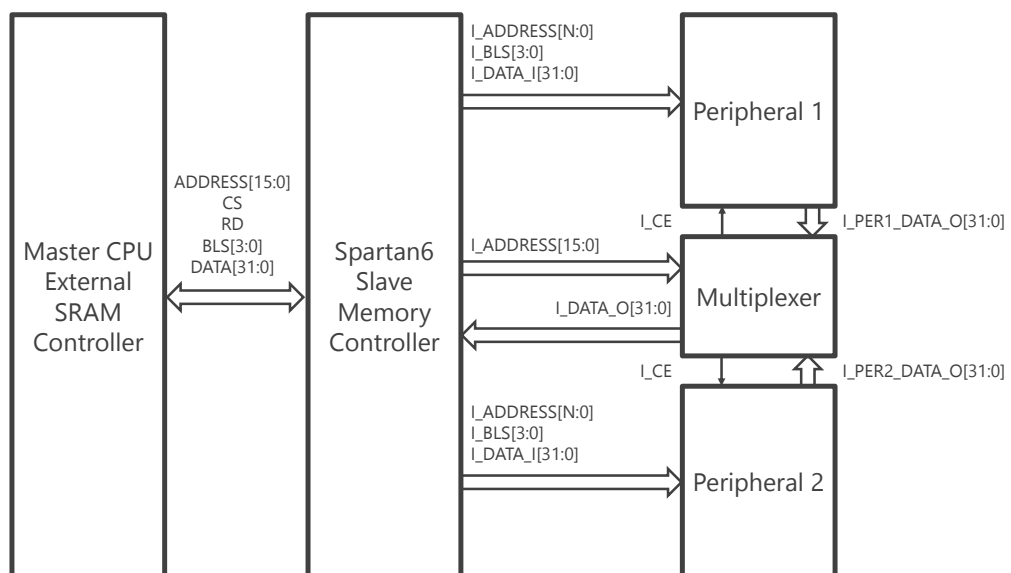 I_ADDRESS[N:0]
I_BLS[3:0]
I_DATA_I[31:0]
Peripheral 1
ADDRESS[15:0]
CS
RD
BLS[3:0]
DATA[31:0]
I_CE
I_PER1_DATA_O[31:0]
Master CPU
External
SRAM
Controller
Spartan6
Slave
Memory
Controller
I_ADDRESS[15:0]
Multiplexer
I_DATA_O[31:0]
I_CE
I_PER2_DATA_O[31:0]
I_ADDRESS[N:0]
I_BLS[3:0]
I_DATA_I[31:0]
Peripheral 2